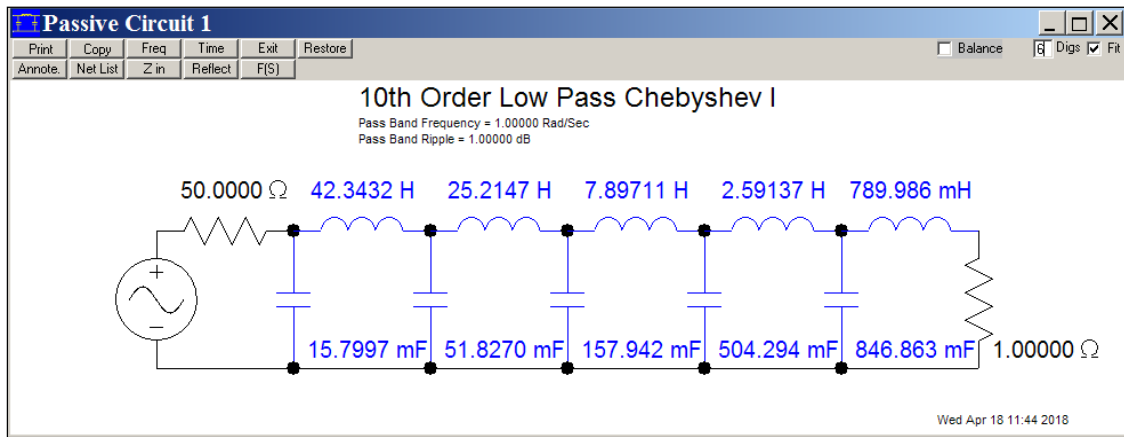 Passive Circuit 1
Print Copy Freq Time Exit Restore Balance 6 Digs Fit
Annote. Net List Z in Reflect F(S)
10th Order Low Pass Chebyshev I
Pass Band Frequency = 1.00000 Rad/Sec
Pass Band Ripple = 1.00000 dB
50.0000 Ω 42.3432 H 25.2147 H 7.89711 H 2.59137 H 789.986 mH
15.7997 mF 51.8270 mF 157.942 mF 504.294 mF 846.863 mF 1.00000 Ω
Wed Apr 18 11:44 2018